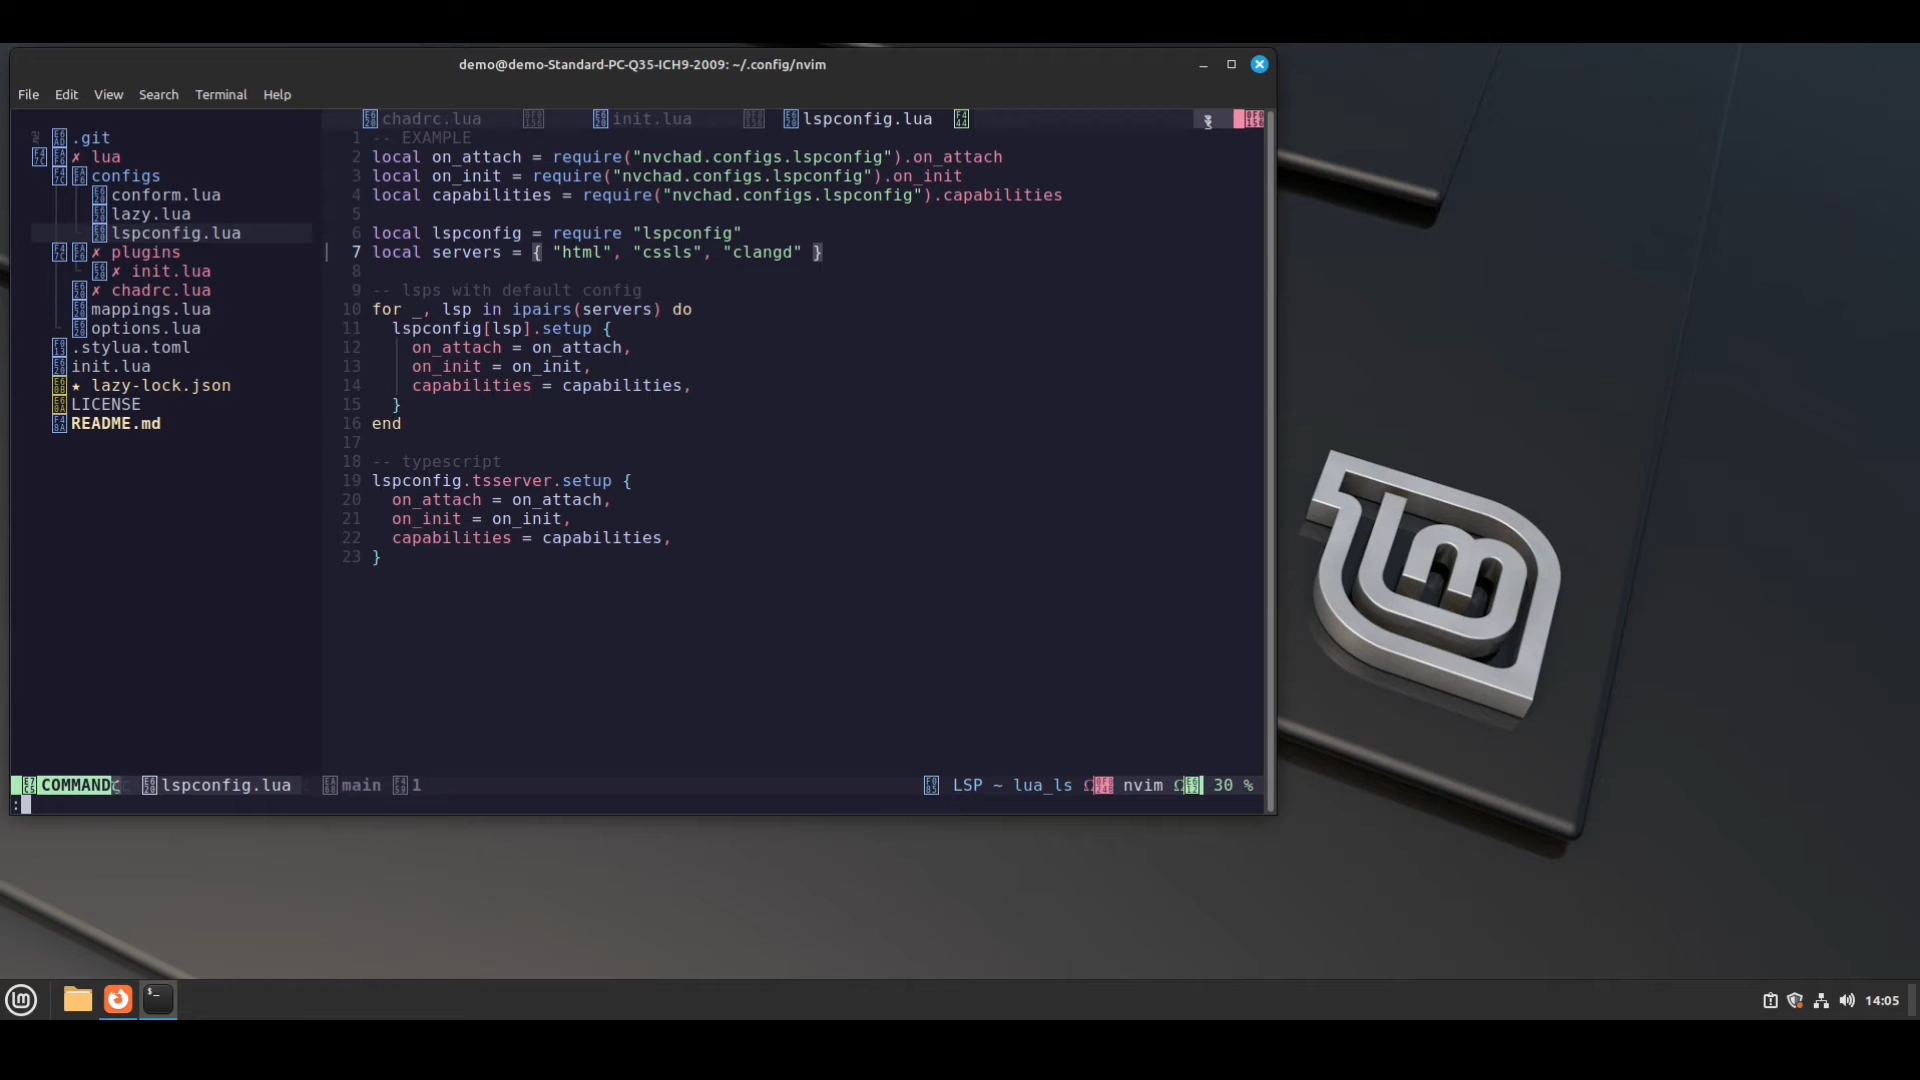 demo@demo-Standard-PC-Q35-ICH9-2009: ~/.config/nvim
File Edit View Search Terminal Help
chadrc.lua init.lua lspconfig.lua
.git
✗ lua
configs
conform.lua
lazy.lua
lspconfig.lua
✗ plugins
✗ init.lua
✗ chadrc.lua
mappings.lua
options.lua
.stylua.toml
init.lua
★ lazy-lock.json
LICENSE
README.md
1 -- EXAMPLE
2 local on_attach = require("nvchad.configs.lspconfig").on_attach
3 local on_init = require("nvchad.configs.lspconfig").on_init
4 local capabilities = require("nvchad.configs.lspconfig").capabilities
5
6 local lspconfig = require "lspconfig"
7 local servers = { "html", "cssls", "clangd" }
8
9 -- lsps with default config
10 for _, lsp in ipairs(servers) do
11 lspconfig[lsp].setup {
12 on_attach = on_attach,
13 on_init = on_init,
14 capabilities = capabilities,
15 }
16 end
17
18 -- typescript
19 lspconfig.tsserver.setup {
20 on_attach = on_attach,
21 on_init = on_init,
22 capabilities = capabilities,
23 }
COMMAND lspconfig.lua main 1 LSP ~ lua_ls nvim 30 %
:
14:05